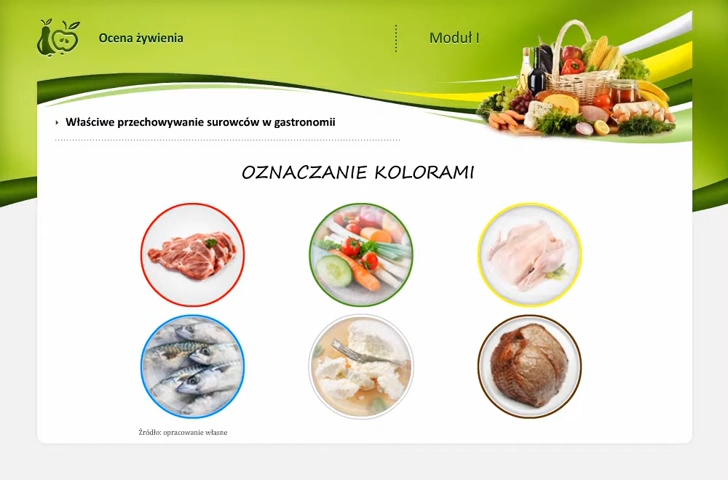 Ocena żywienia
Moduł I
Właściwe przechowywanie surowców w gastronomii
OZNACZANIE KOLORAMI
Źródło: opracowanie własne